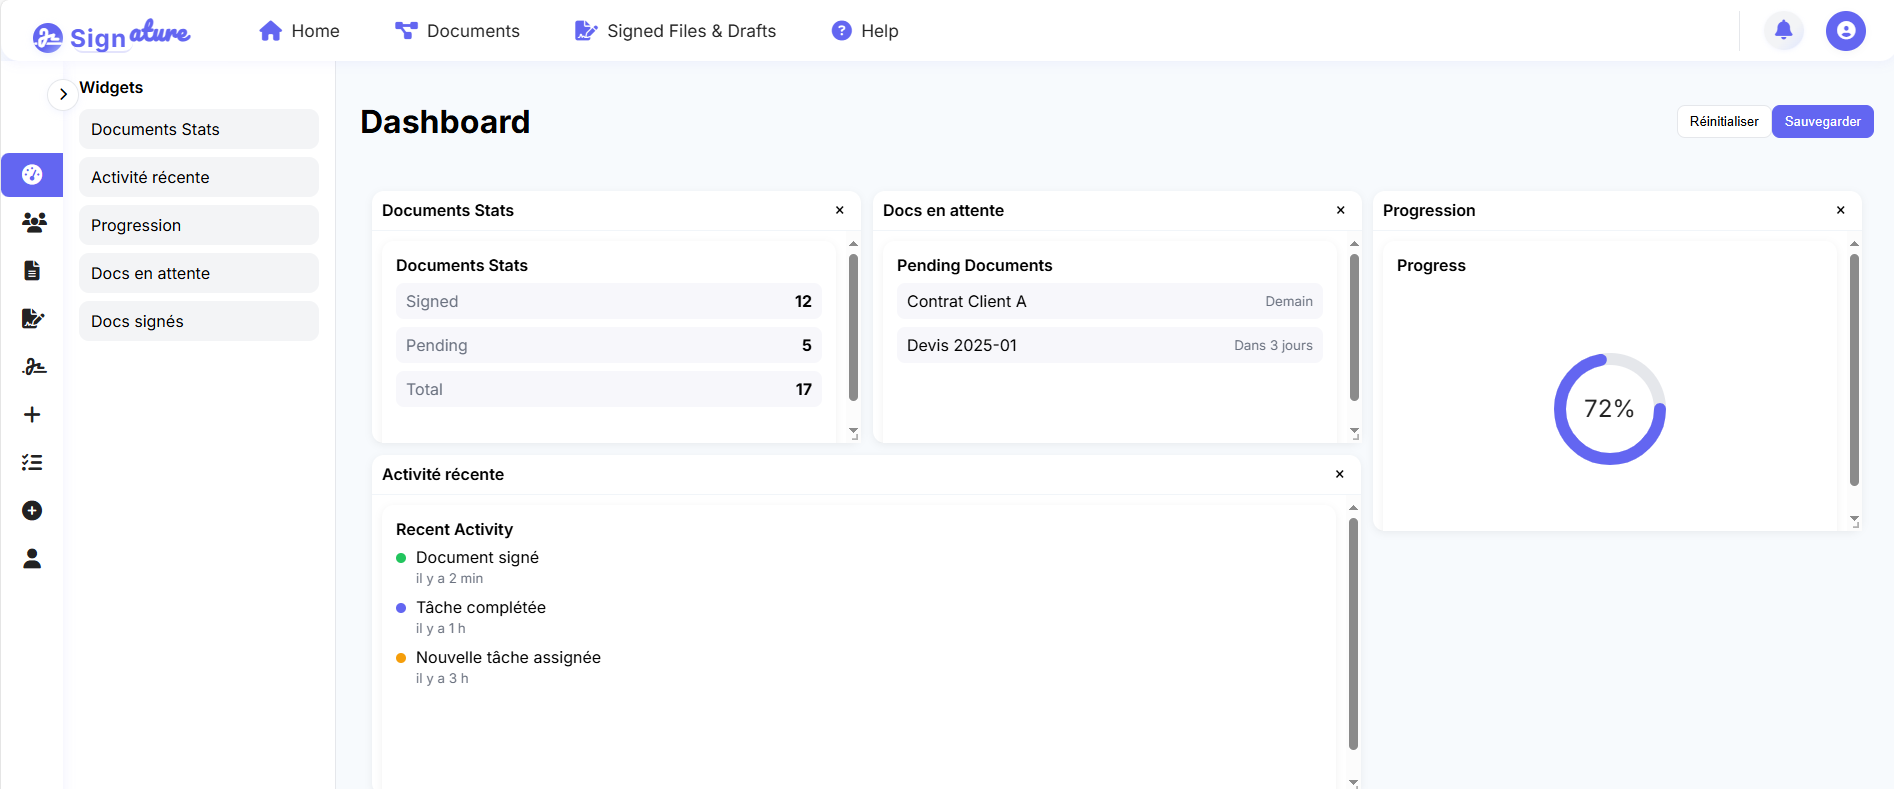 Signature
Home
Documents
Signed Files & Drafts
Help
Widgets
Documents Stats
Activité récente
Progression
Docs en attente
Docs signés
Dashboard
Réinitialiser
Sauvegarder
Documents Stats ×
Documents Stats
Signed 12
Pending 5
Total 17
Docs en attente ×
Pending Documents
Contrat Client A Demain
Devis 2025-01 Dans 3 jours
Progression ×
Progress
72%
Activité récente ×
Recent Activity
Document signé
il y a 2 min
Tâche complétée
il y a 1 h
Nouvelle tâche assignée
il y a 3 h